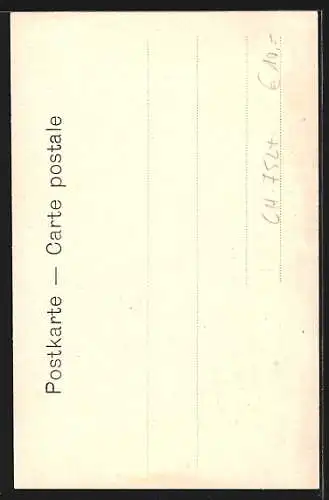 Postkarte — Carte postale
CH-7524 € 10,-